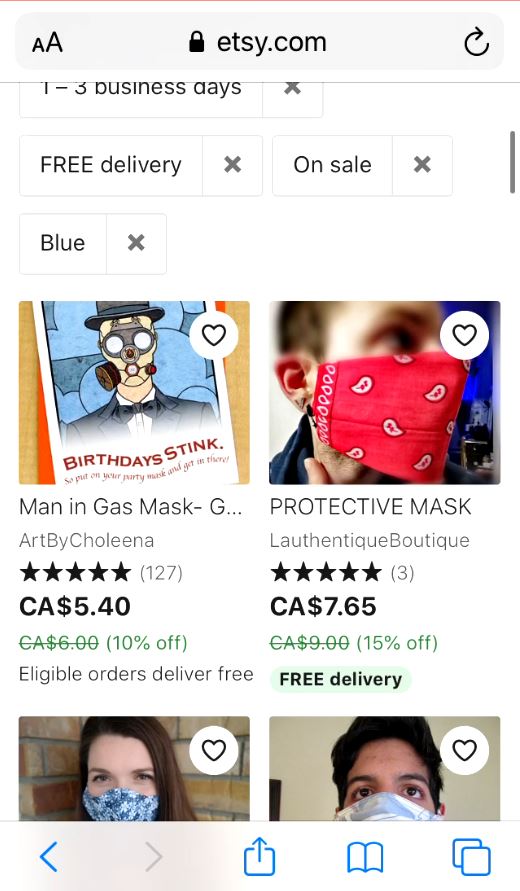 AA etsy.com
1 – 3 business days
FREE delivery
On sale
Blue
BIRTHDAYS STINK.
So put on your party mask and get in there!
Man in Gas Mask- G...
ArtByCholeena
(127)
CA$5.40
CA$6.00 (10% off)
Eligible orders deliver free
PROTECTIVE MASK
LauthentiqueBoutique
(3)
CA$7.65
CA$9.00 (15% off)
FREE delivery